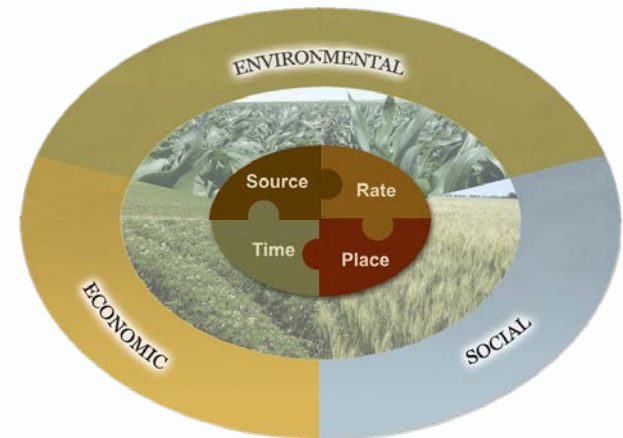 ENVIRONMENTAL
Source
Rate
Time
Place
ECONOMIC
SOCIAL